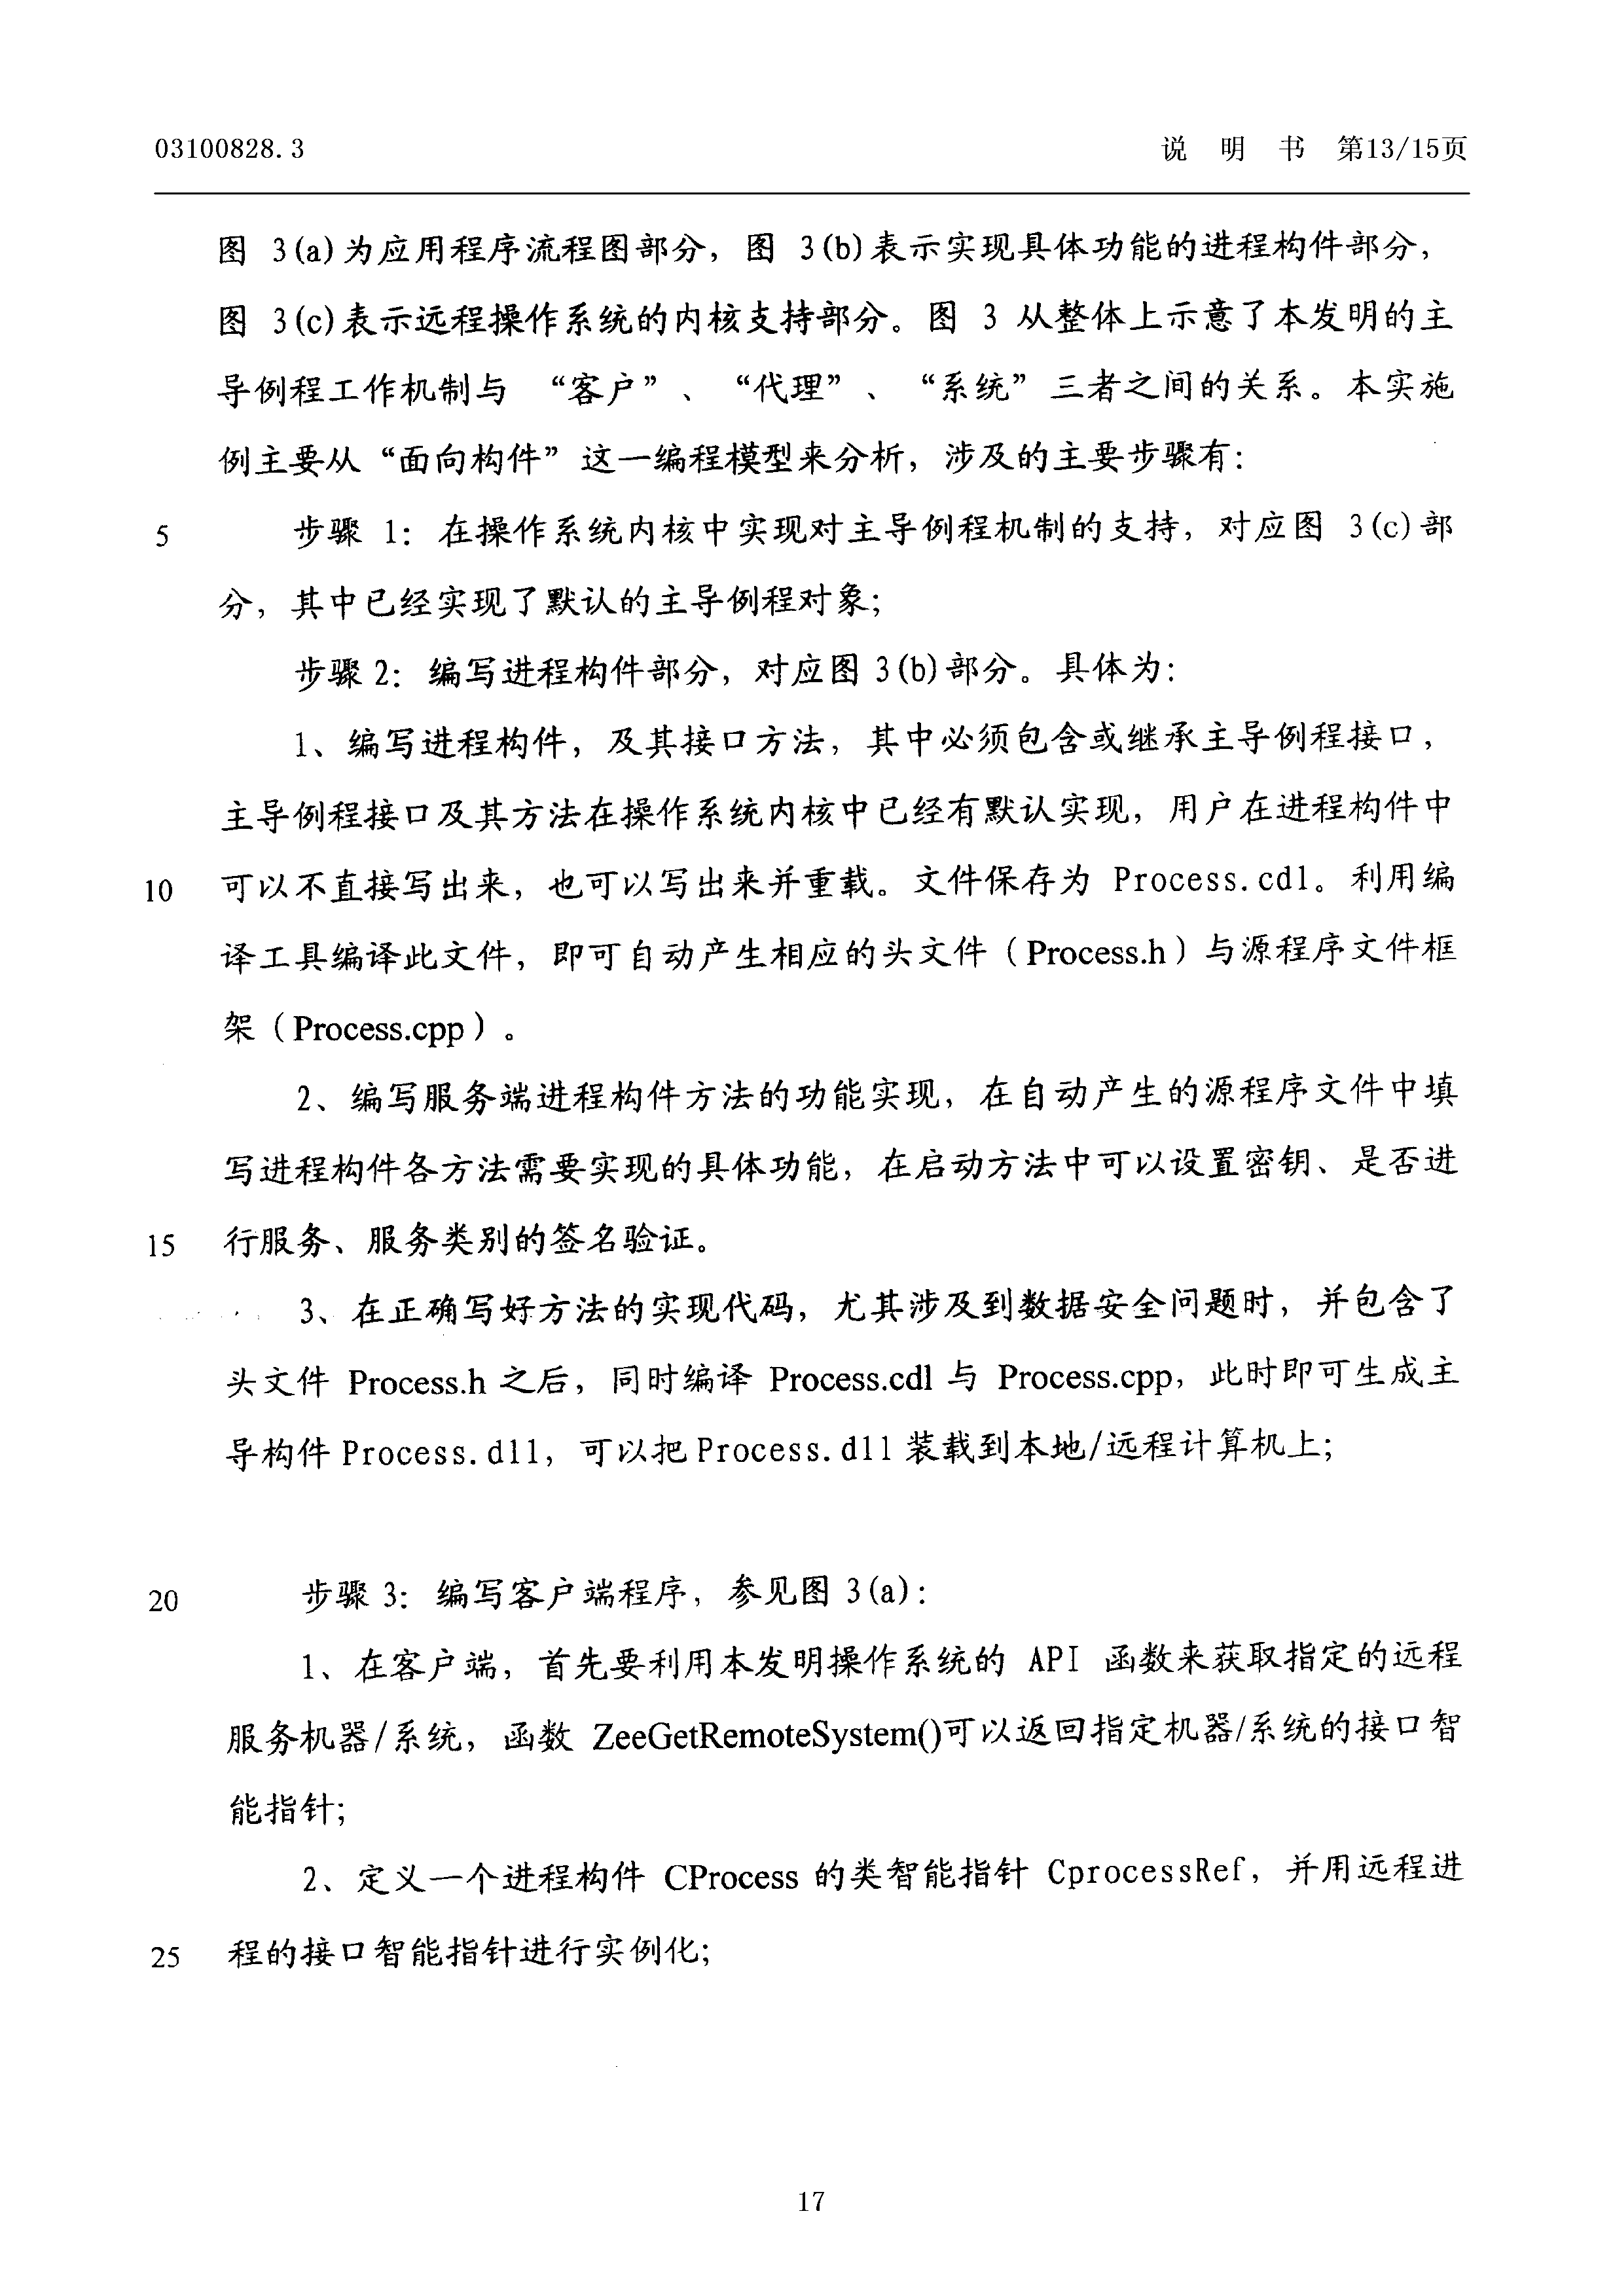 03100828.3
说 明 书 第13/15页
图 3(a)为应用程序流程图部分，图 3(b)表示实现具体功能的进程构件部分，
图 3(c)表示远程操作系统的内核支持部分。图 3 从整体上示意了本发明的主
导例程工作机制与 “客户”、 “代理”、 “系统”三者之间的关系。本实施
例主要从“面向构件”这一编程模型来分析，涉及的主要步骤有：
5 步骤 1：在操作系统内核中实现对主导例程机制的支持，对应图 3(c)部
分，其中已经实现了默认的主导例程对象；
步骤 2：编写进程构件部分，对应图 3(b)部分。具体为：
1、编写进程构件，及其接口方法，其中必须包含或继承主导例程接口，
主导例程接口及其方法在操作系统内核中已经有默认实现，用户在进程构件中
10 可以不直接写出来，也可以写出来并重载。文件保存为 Process.cdl。利用编
译工具编译此文件，即可自动产生相应的头文件（Process.h）与源程序文件框
架（Process.cpp）。
2、编写服务端进程构件方法的功能实现，在自动产生的源程序文件中填
写进程构件各方法需要实现的具体功能，在启动方法中可以设置密钥、是否进
15 行服务、服务类别的签名验证。
3、在正确写好方法的实现代码，尤其涉及到数据安全问题时，并包含了
头文件 Process.h 之后，同时编译 Process.cdl 与 Process.cpp，此时即可生成主
导构件 Process.dll，可以把 Process.dll 装载到本地/远程计算机上；
20 步骤 3：编写客户端程序，参见图 3(a)：
1、在客户端，首先要利用本发明操作系统的 API 函数来获取指定的远程
服务机器/系统，函数 ZeeGetRemoteSystem()可以返回指定机器/系统的接口智
能指针；
2、定义一个进程构件 CProcess 的类智能指针 CprocessRef，并用远程进
25 程的接口智能指针进行实例化；
17